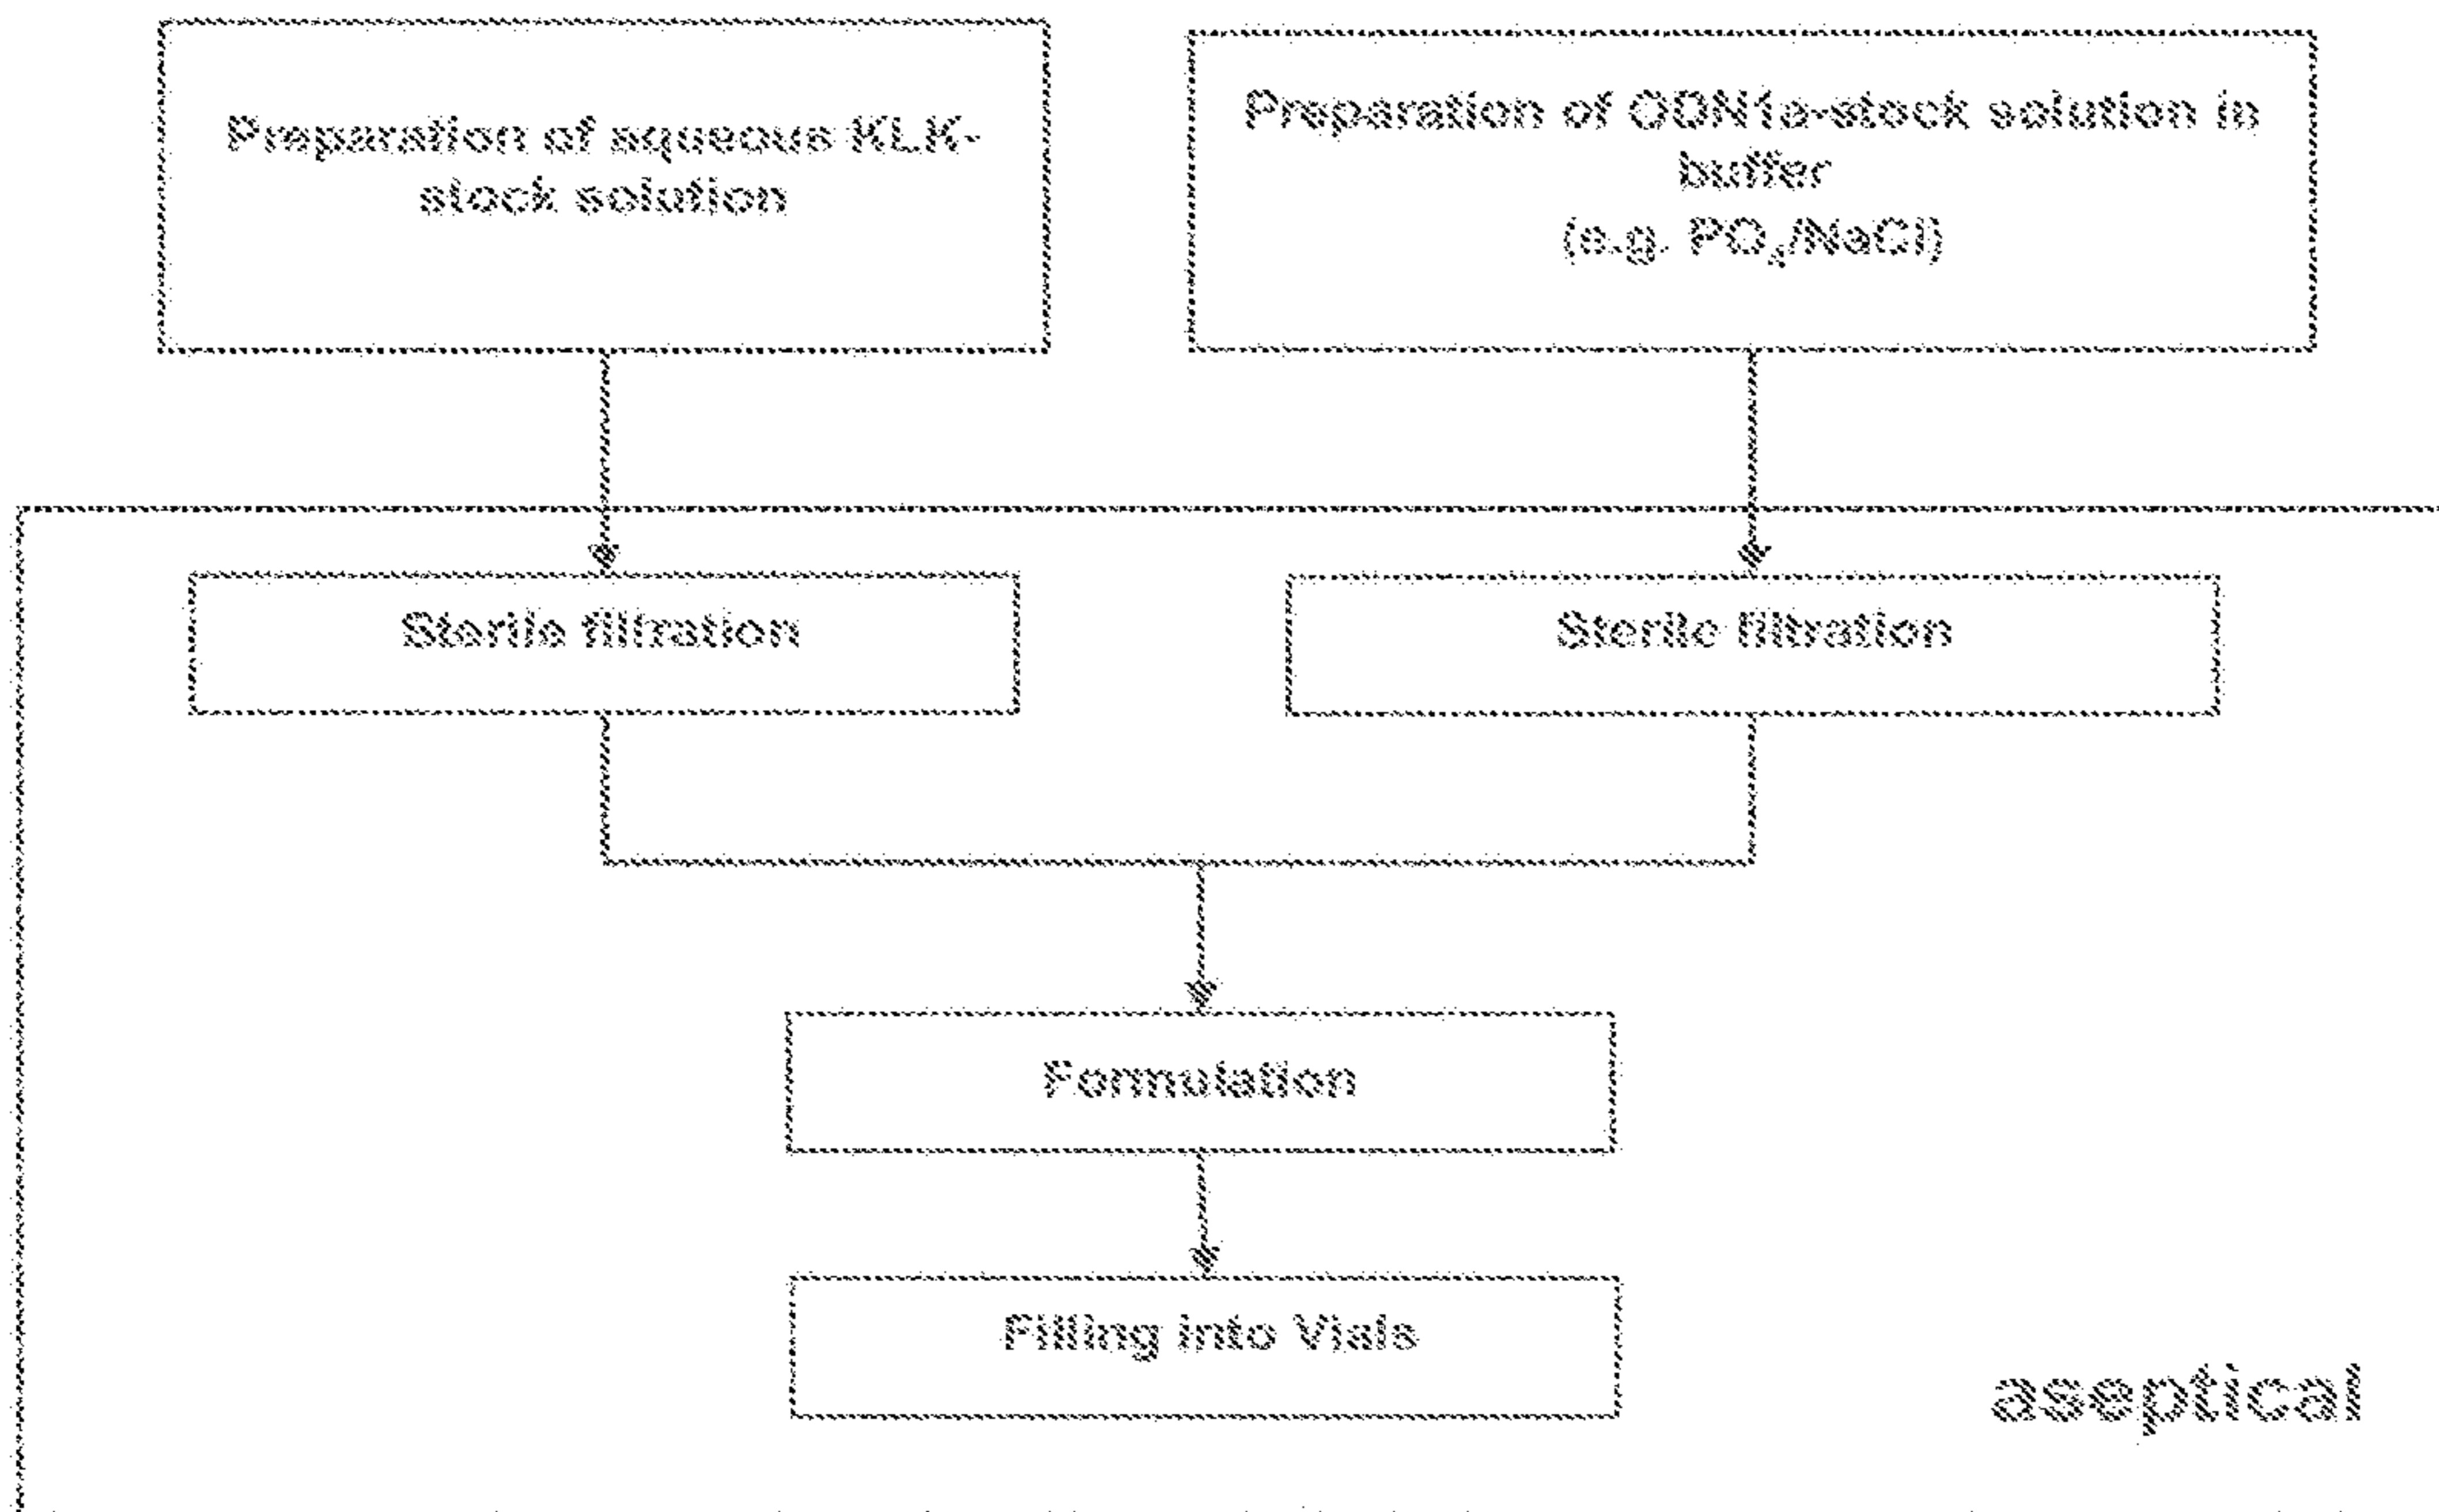 Preparation of aqueous KLK-
stock solution
Preparation of ODN1a-stock solution in
buffer
(e.g. PO₄/NaCl)
Sterile filtration
Sterile filtration
Formulation
Filling into Vials
aseptical